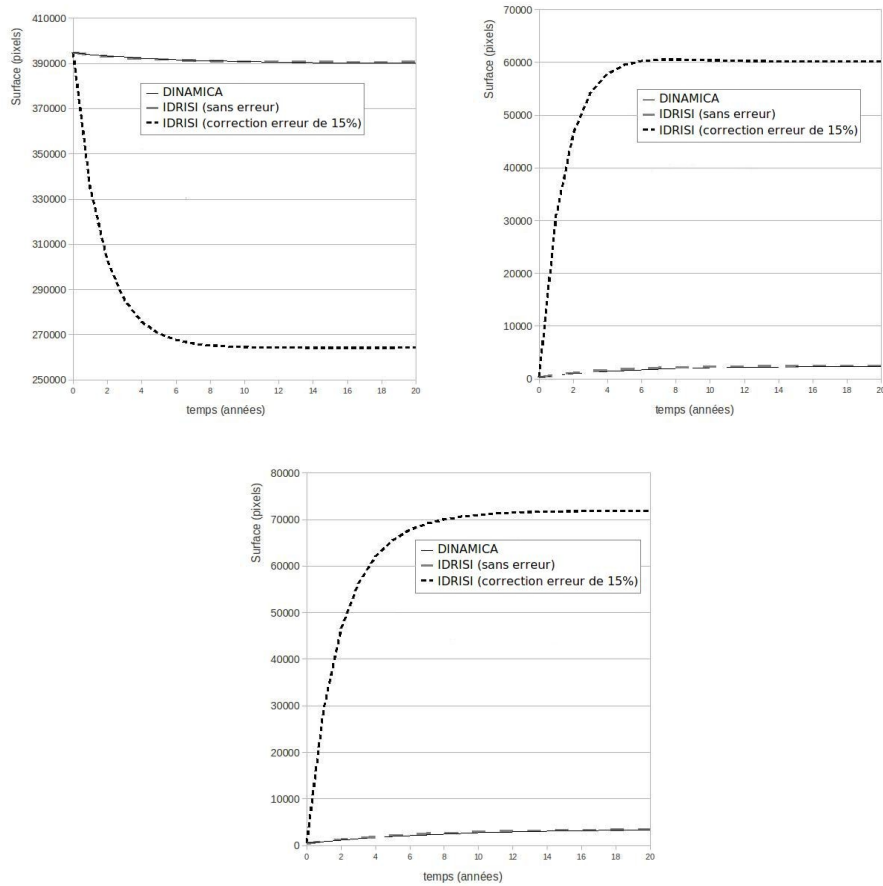 Surface (pixels)
410000
390000
370000
350000
330000
310000
290000
270000
250000
DINAMICA
IDRISI (sans erreur)
IDRISI (correction erreur de 15%)
0 2 4 6 8 10 12 14 16 18 20
temps (années)
Surface (pixels)
70000
60000
50000
40000
30000
20000
10000
0
DINAMICA
IDRISI (sans erreur)
IDRISI (correction erreur de 15%)
0 2 4 6 8 10 12 14 16 18 20
temps (années)
Surface (pixels)
80000
70000
60000
50000
40000
30000
20000
10000
0
DINAMICA
IDRISI (sans erreur)
IDRISI (correction erreur de 15%)
0 2 4 6 8 10 12 14 16 18 20
temps (années)